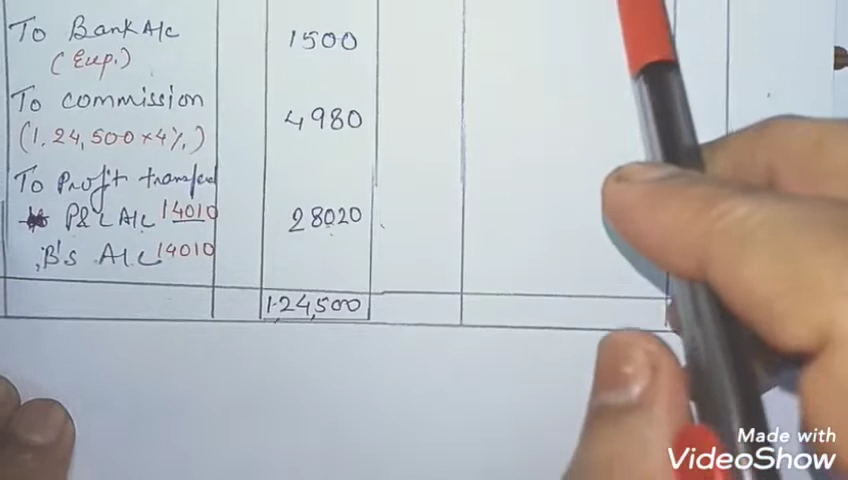 To Bank A/c 1500
(Exp.)
To commission 4980
(1,24,500 x 4%)
To Profit transfed
P&L A/c 14010 28020
B's A/c 14010
1,24,500
Made with
VideoShow